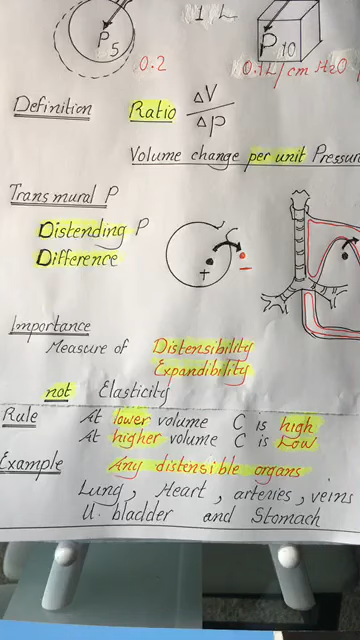 1 L
P5
P10
0.2
0.1L/cm H2O
Definition Ratio ΔV
Δp
Volume change per unit Pressur
Transmural P
Distending P
Difference
+ −
Importance
Measure of Distensibility
Expandibility
not Elasticity
Rule At lower volume C is high
At higher volume C is Low
Example Any distensible organs
Lung, Heart, arteries, veins
U. bladder and Stomach